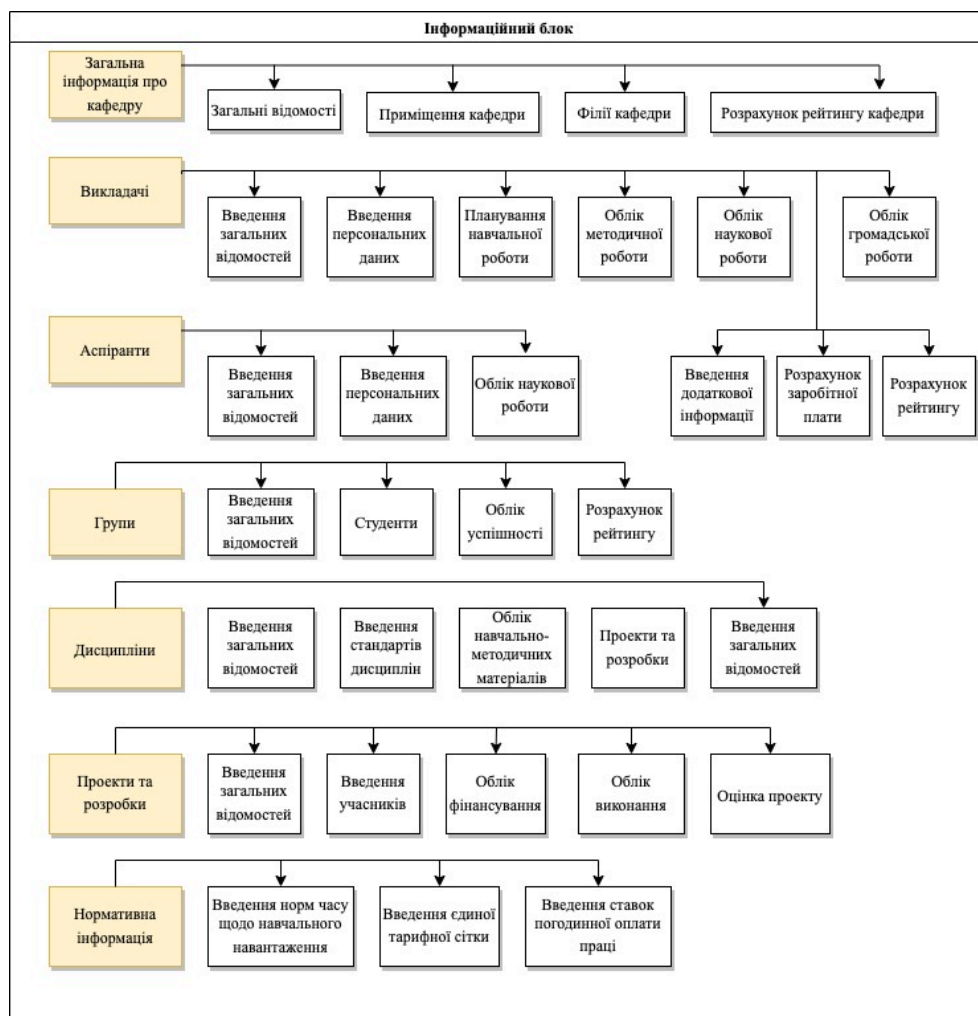 Інформаційний блок
Загальна
інформація про
кафедру
Загальні відомості
Приміщення кафедри
Філії кафедри
Розрахунок рейтингу кафедри
Викладачі
Введення
загальних
відомостей
Введення
персональних
даних
Планування
навчальної
роботи
Облік
методичної
роботи
Облік
наукової
роботи
Облік
громадської
роботи
Аспіранти
Введення
загальних
відомостей
Введення
персональних
даних
Облік наукової
роботи
Введення
додаткової
інформації
Розрахунок
заробітної
плати
Розрахунок
рейтингу
Групи
Введення
загальних
відомостей
Студенти
Облік
успішності
Розрахунок
рейтингу
Дисципліни
Введення
загальних
відомостей
Введення
стандартів
дисциплін
Облік
навчально-
методичних
матеріалів
Проекти та
розробки
Введення
загальних
відомостей
Проекти та
розробки
Введення
загальних
відомостей
Введення
учасників
Облік
фінансування
Облік
виконання
Оцінка проекту
Нормативна
інформація
Введення норм часу
щодо навчального
навантаження
Введення єдиної
тарифної сітки
Введення ставок
погодинної оплати
праці